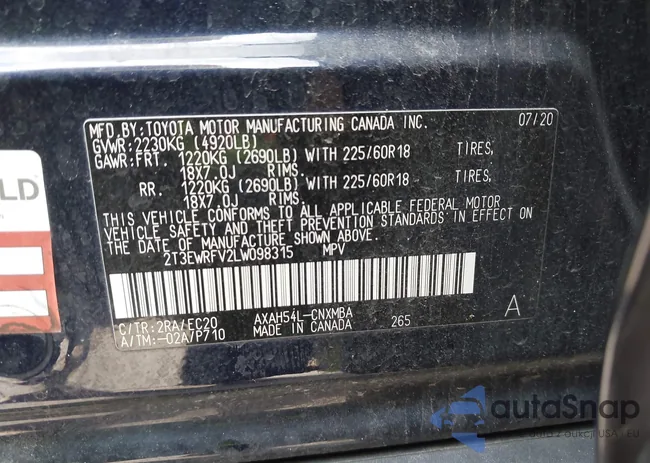 MFD. BY: TOYOTA MOTOR MANUFACTURING CANADA INC. 07/20
GVWR: 2230KG (4920LB)
GAWR: FRT. 1220KG (2690LB) WITH 225/60R18 TIRES,
18X7.0J RIMS.
RR. 1220KG (2690LB) WITH 225/60R18 TIRES,
18X7.0J RIMS.
THIS VEHICLE CONFORMS TO ALL APPLICABLE FEDERAL MOTOR
VEHICLE SAFETY AND THEFT PREVENTION STANDARDS IN EFFECT ON
THE DATE OF MANUFACTURE SHOWN ABOVE.
2T3EWRFV2LW098315 MPV
C/TR: 2RA/EC20 AXAH54L-CNXMBA
A/TM: -02A/P710 MADE IN CANADA 265 A
LD
autoSnap